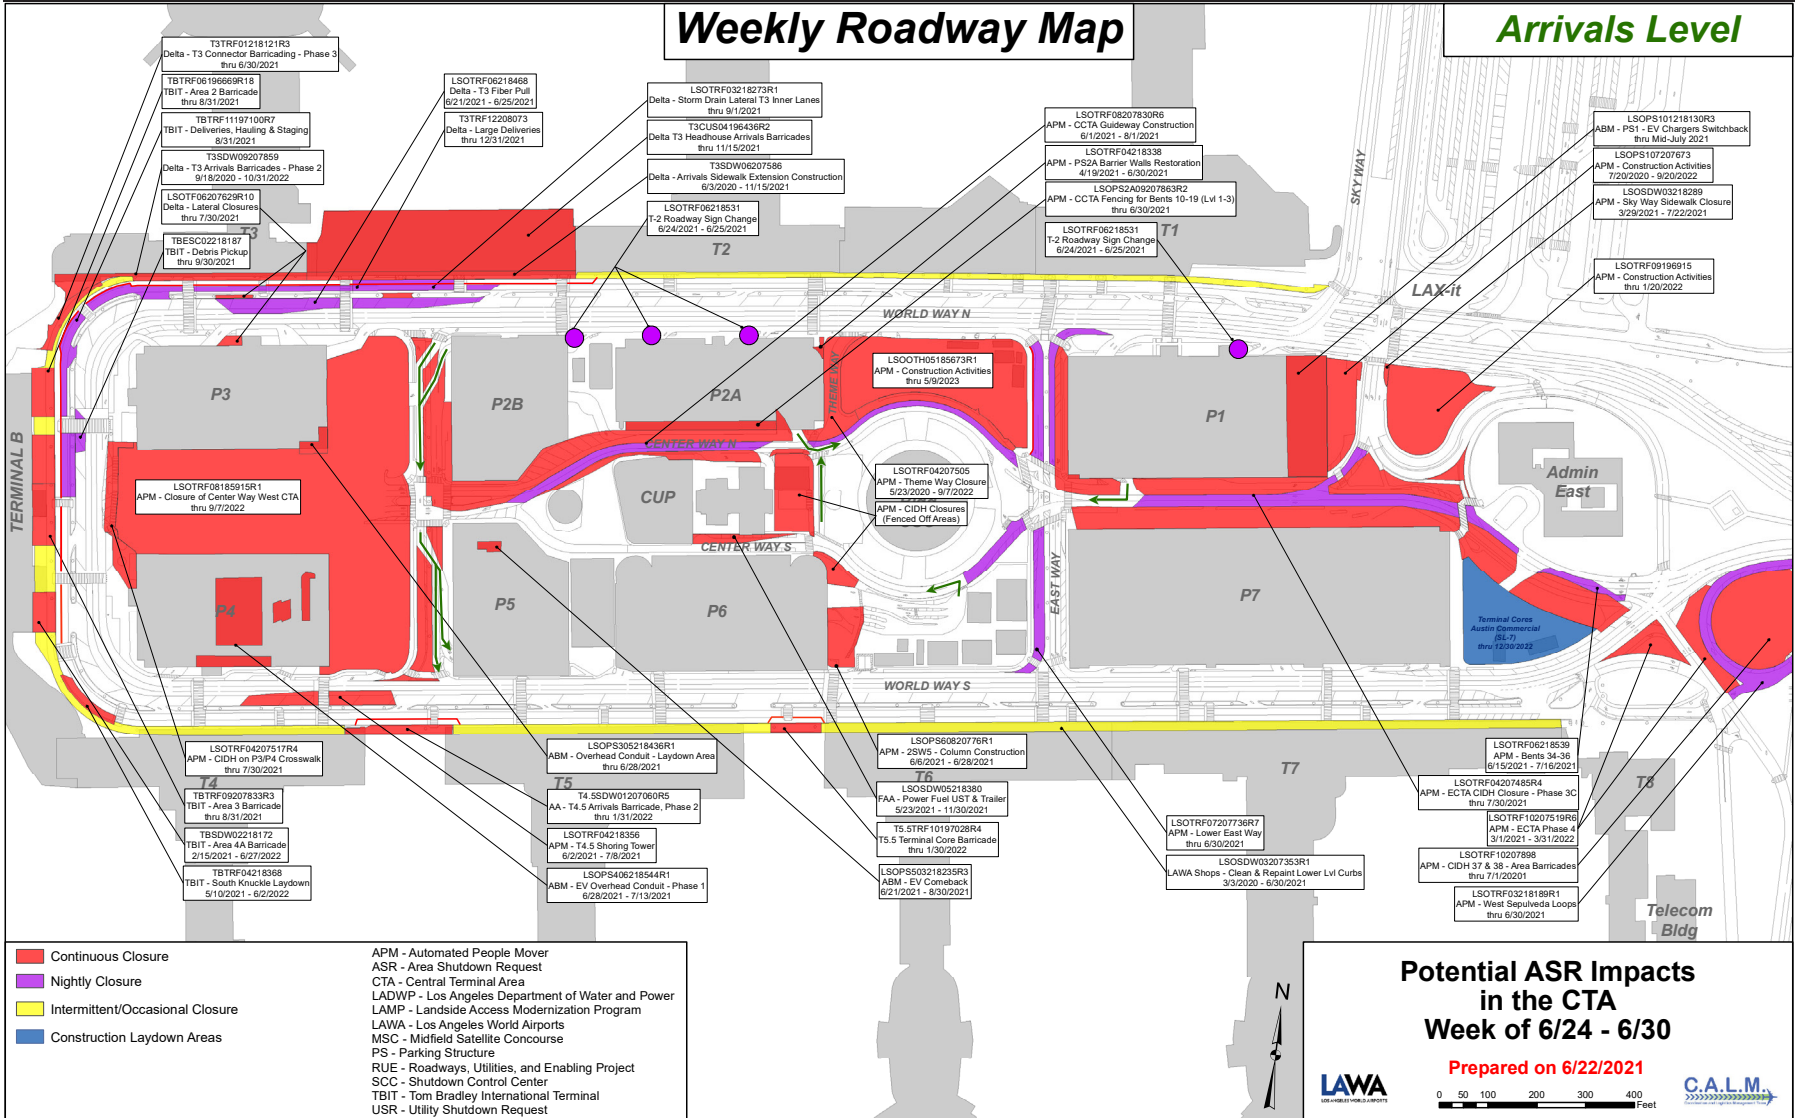 Weekly Roadway Map
Arrivals Level
T3TRF01218121R3
Delta - T3 Connector Barricading - Phase 3
thru 6/30/2021
TBTRF06196669R18
TBIT - Area 2 Barricade
thru 8/31/2021
TBTRF11197100R7
TBIT - Deliveries, Hauling & Staging
8/31/2021
T3SDW09207859
Delta - T3 Arrivals Barricades - Phase 2
9/18/2020 - 10/31/2022
LSOTF06207629R10
Delta - Lateral Closures
thru 7/30/2021
TBESC02218187
TBIT - Debris Pickup
thru 9/30/2021
LSOTRF06218468
Delta - T3 Fiber Pull
6/21/2021 - 6/25/2021
T3TRF12208073
Delta - Large Deliveries
thru 12/31/2021
LSOTRF03218273R1
Delta - Storm Drain Lateral T3 Inner Lanes
thru 9/1/2021
T3CUS04196436R2
Delta T3 Headhouse Arrivals Barricades
thru 11/15/2021
T3SDW06207586
Delta - Arrivals Sidewalk Extension Construction
6/3/2020 - 11/15/2021
LSOTRF06218531
T-2 Roadway Sign Change
6/24/2021 - 6/25/2021
LSOTRF08207830R6
APM - CCTA Guideway Construction
6/1/2021 - 8/1/2021
LSOTRF04218338
APM - PS2A Barrier Walls Restoration
4/19/2021 - 6/30/2021
LSOPS2A09207863R2
APM - CCTA Fencing for Bents 10-19 (Lvl 1-3)
thru 6/30/2021
LSOTRF06218531
T-2 Roadway Sign Change
6/24/2021 - 6/25/2021
LSOPS101218130R3
ABM - PS1 - EV Chargers Switchback
thru Mid-July 2021
LSOPS107207673
APM - Construction Activities
7/20/2020 - 9/20/2022
LSOSDW03218289
APM - Sky Way Sidewalk Closure
3/29/2021 - 7/22/2021
LSOTRF09196915
APM - Construction Activities
thru 1/20/2022
SKY WAY
T3
T2
T1
LAX-it
WORLD WAY N
P3
P2B
P2A
THEME WAY
LSOOTH05185673R1
APM - Construction Activities
thru 5/9/2023
P1
CENTER WAY N
TERMINAL B
LSOTRF08185915R1
APM - Closure of Center Way West CTA
thru 9/7/2022
CUP
LSOTRF04207505
APM - Theme Way Closure
5/23/2020 - 9/7/2022
APM - CIDH Closures
(Fenced Off Areas)
Admin
East
CENTER WAY S
EAST WAY
P4
P5
P6
P7
Terminal Cores
Austin Commercial
(SL-7)
thru 12/30/2022
WORLD WAY S
T4
T5
T6
T7
T8
LSOTRF04207517R4
APM - CIDH on P3/P4 Crosswalk
thru 7/30/2021
TBTRF09207833R3
TBIT - Area 3 Barricade
thru 8/31/2021
TBSDW02218172
TBIT - Area 4A Barricade
2/15/2021 - 6/27/2022
TBTRF04218368
TBIT - South Knuckle Laydown
5/10/2021 - 6/2/2022
LSOPS305218436R1
ABM - Overhead Conduit - Laydown Area
thru 6/28/2021
T4.5SDW01207060R5
AA - T4.5 Arrivals Barricade, Phase 2
thru 1/31/2022
LSOTRF04218356
APM - T4.5 Shoring Tower
6/2/2021 - 7/8/2021
LSOPS406218544R1
ABM - EV Overhead Conduit - Phase 1
6/28/2021 - 7/13/2021
LSOPS60820776R1
APM - 2SW5 - Column Construction
6/6/2021 - 6/28/2021
LSOSDW05218380
FAA - Power Fuel UST & Trailer
5/23/2021 - 11/30/2021
T5.5TRF10197028R4
T5.5 Terminal Core Barricade
thru 1/30/2022
LSOPS503218235R3
ABM - EV Comeback
6/21/2021 - 8/30/2021
LSOTRF07207736R7
APM - Lower East Way
thru 6/30/2021
LSOSDW03207353R1
LAWA Shops - Clean & Repaint Lower Lvl Curbs
3/3/2020 - 6/30/2021
LSOTRF06218539
APM - Bents 34-36
6/15/2021 - 7/16/2021
LSOTRF04207485R4
APM - ECTA CIDH Closure - Phase 3C
thru 7/30/2021
LSOTRF10207519R6
APM - ECTA Phase 4
3/1/2021 - 3/31/2022
LSOTRF10207898
APM - CIDH 37 & 38 - Area Barricades
thru 7/1/20201
LSOTRF03218189R1
APM - West Sepulveda Loops
thru 6/30/2021
Telecom
Bldg
Continuous Closure
Nightly Closure
Intermittent/Occasional Closure
Construction Laydown Areas
APM - Automated People Mover
ASR - Area Shutdown Request
CTA - Central Terminal Area
LADWP - Los Angeles Department of Water and Power
LAMP - Landside Access Modernization Program
LAWA - Los Angeles World Airports
MSC - Midfield Satellite Concourse
PS - Parking Structure
RUE - Roadways, Utilities, and Enabling Project
SCC - Shutdown Control Center
TBIT - Tom Bradley International Terminal
USR - Utility Shutdown Request
N
Potential ASR Impacts
in the CTA
Week of 6/24 - 6/30
Prepared on 6/22/2021
LAWA
LOS ANGELES WORLD AIRPORTS
0 50 100 200 300 400
Feet
C.A.L.M.